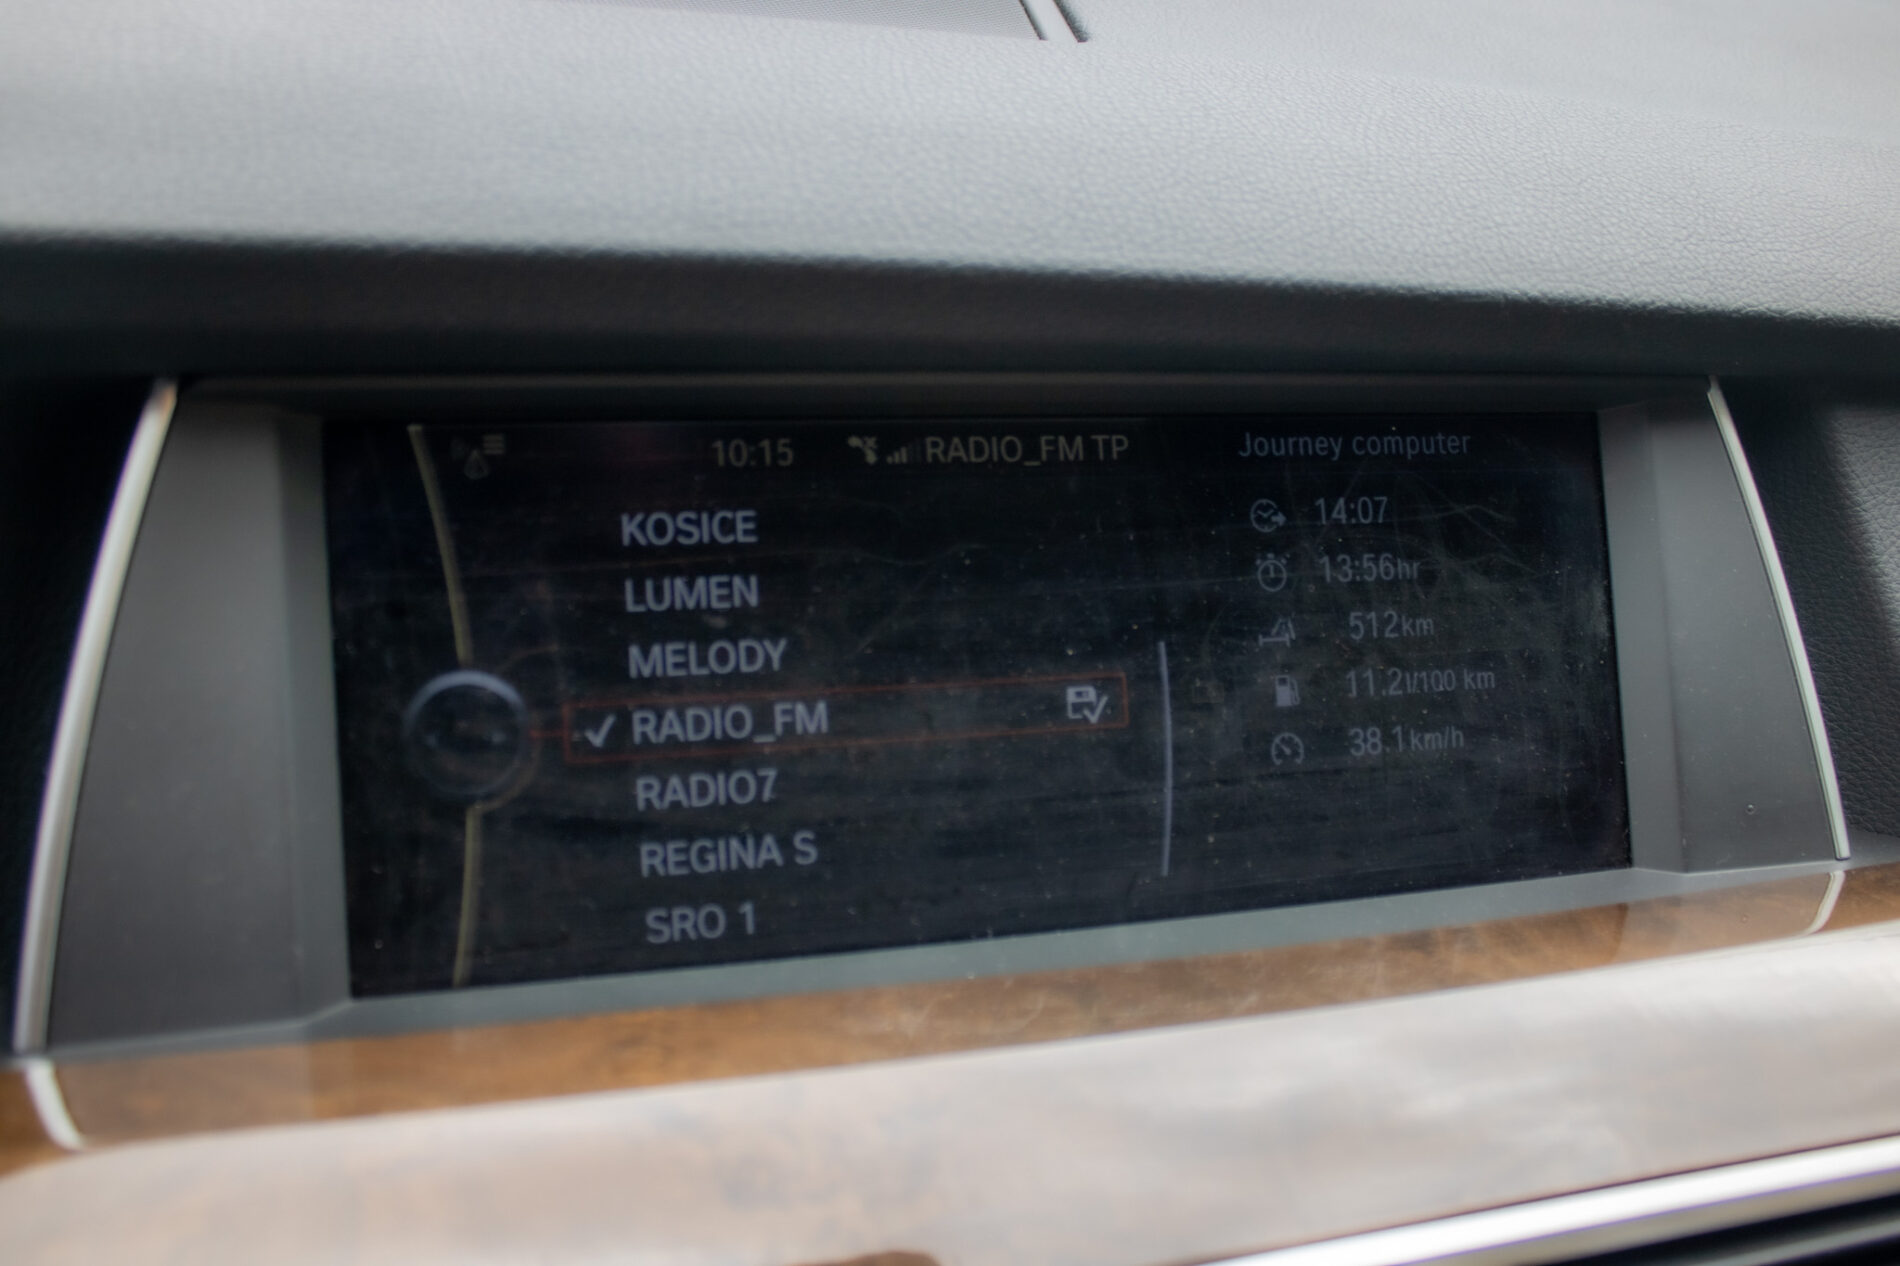 10:15 RADIO_FM TP
KOSICE
LUMEN
MELODY
RADIO_FM
RADIO7
REGINA S
SRO 1
Journey computer
14:07
13:56hr
512km
11.2l/100 km
38.1km/h